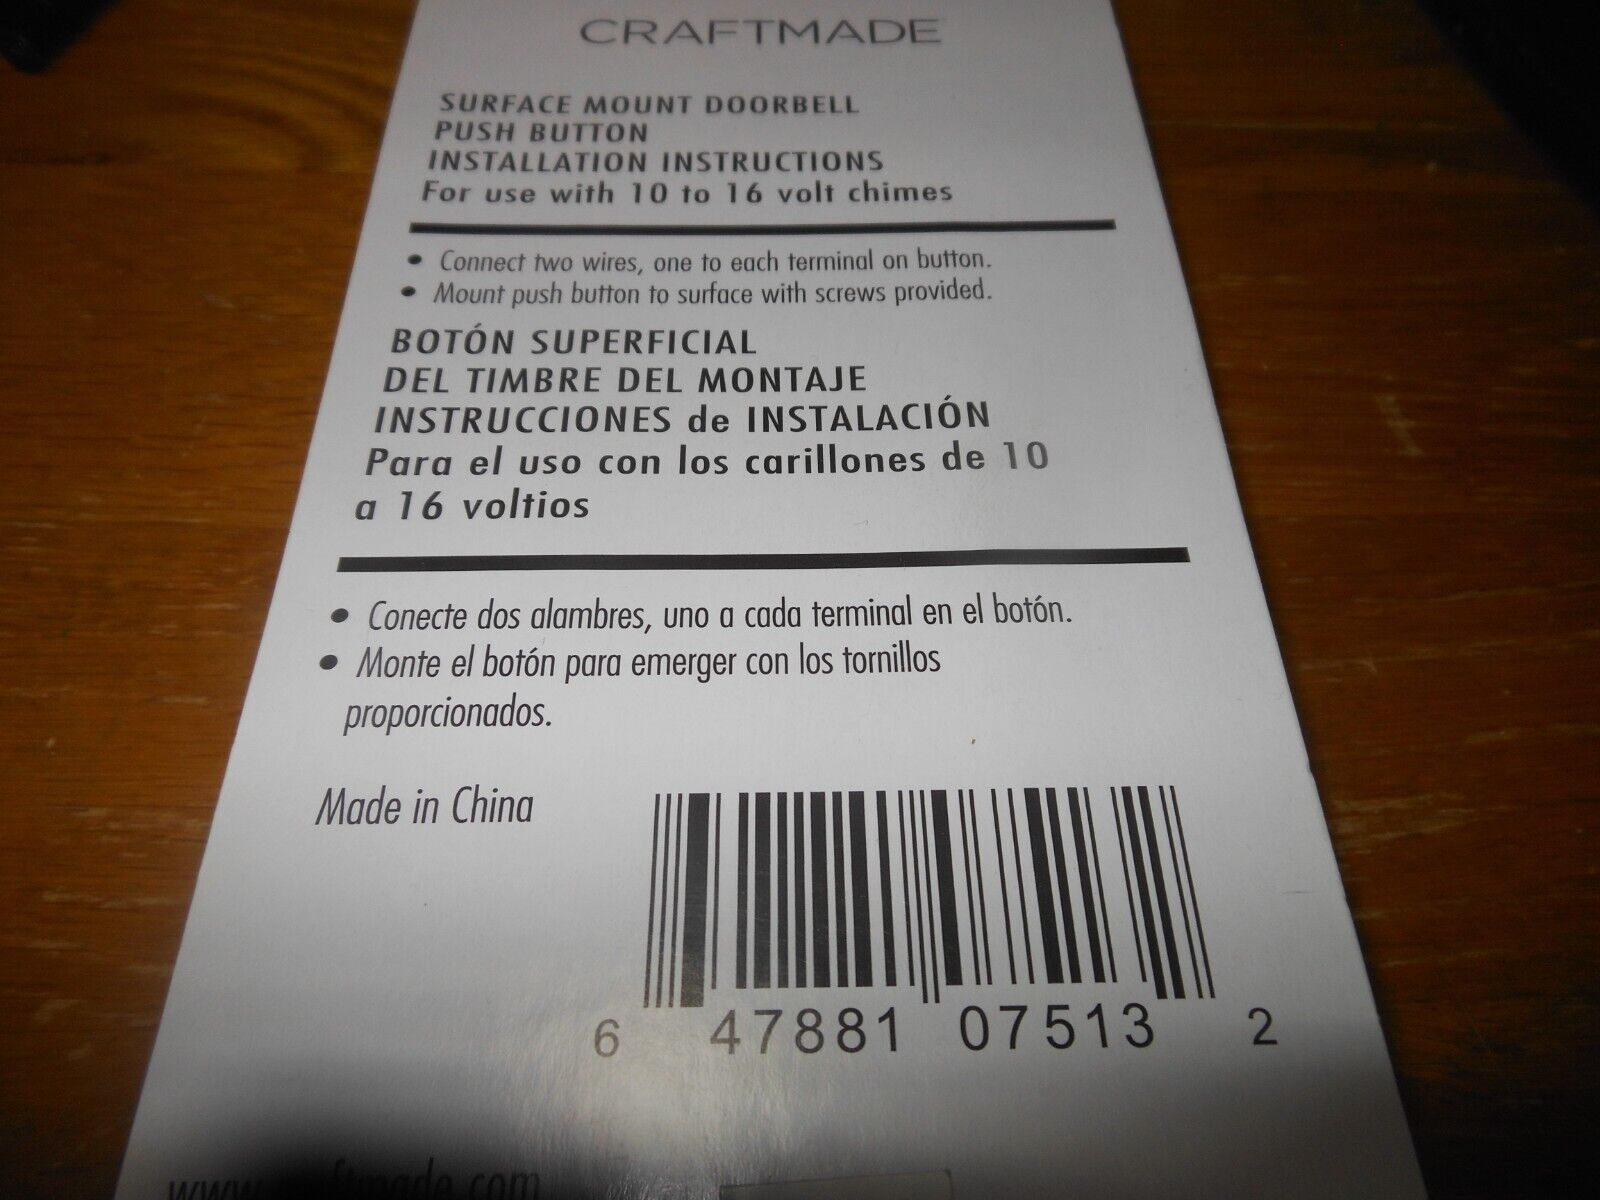 CRAFTMADE
SURFACE MOUNT DOORBELL
PUSH BUTTON
INSTALLATION INSTRUCTIONS
For use with 10 to 16 volt chimes
• Connect two wires, one to each terminal on button.
• Mount push button to surface with screws provided.
BOTÓN SUPERFICIAL
DEL TIMBRE DEL MONTAJE
INSTRUCCIONES de INSTALACIÓN
Para el uso con los carillones de 10
a 16 voltios
• Conecte dos alambres, uno a cada terminal en el botón.
• Monte el botón para emerger con los tornillos
proporcionados.
Made in China
6 47881 07513 2
www.craftmade.com